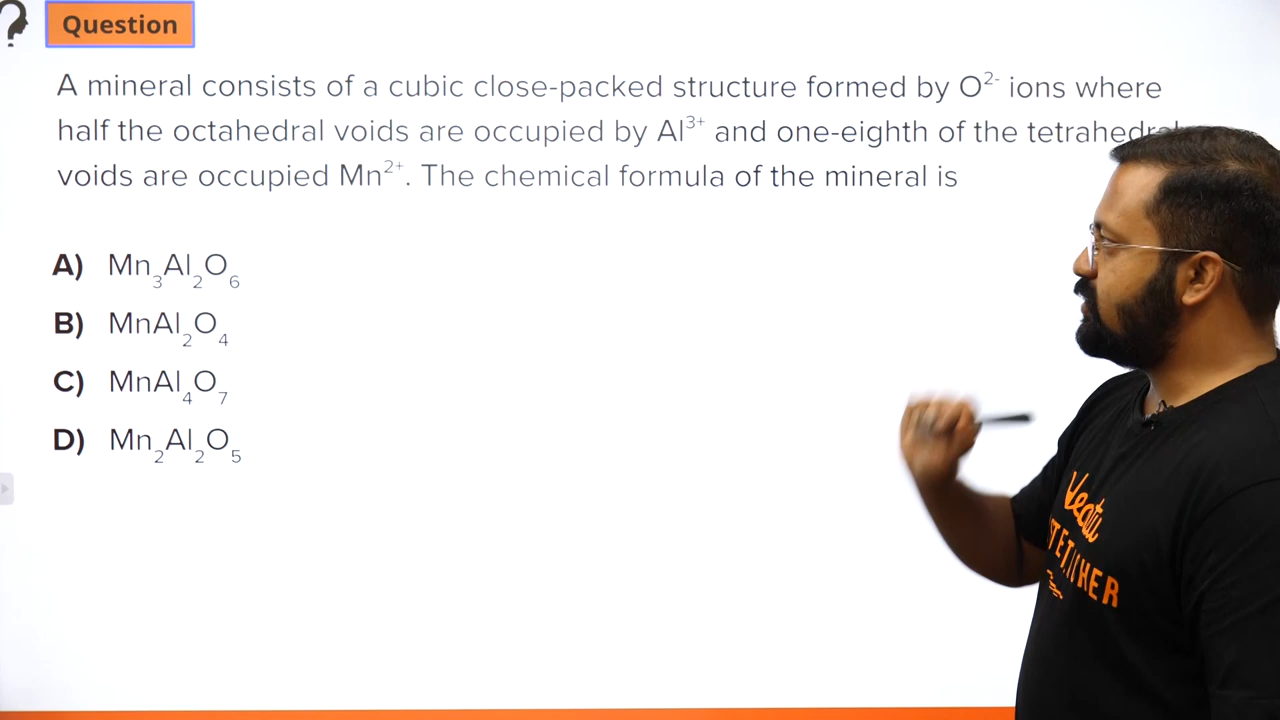 Question
A mineral consists of a cubic close-packed structure formed by O²⁻ ions where
half the octahedral voids are occupied by Al³⁺ and one-eighth of the tetrahedral
voids are occupied Mn²⁺. The chemical formula of the mineral is
A) Mn₃Al₂O₆
B) MnAl₂O₄
C) MnAl₄O₇
D) Mn₂Al₂O₅